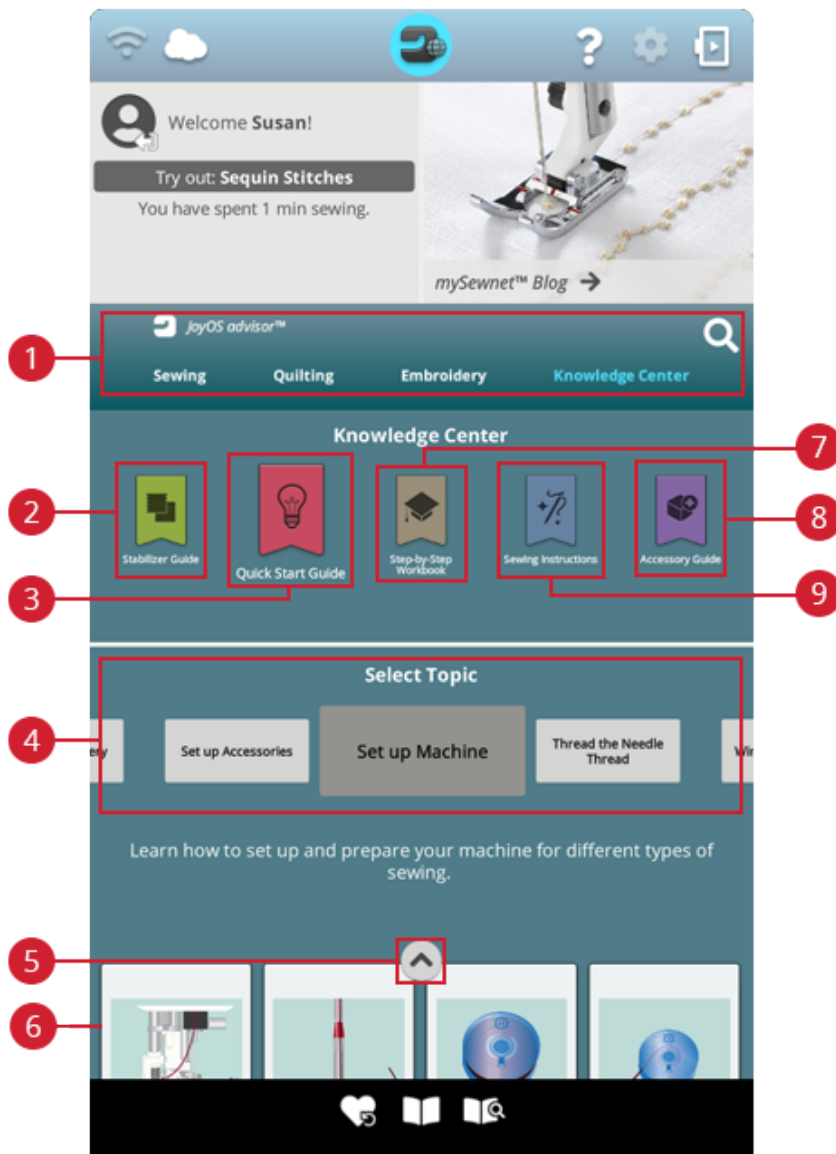 Welcome Susan!
Try out: Sequin Stitches
You have spent 1 min sewing.
mySewnet™ Blog →
1
JoyOS advisor™
Sewing Quilting Embroidery Knowledge Center
Knowledge Center
7
2
8
Stabilizer Guide
Quick Start Guide
Step-by-Step
Workbook
Sewing Instructions
Accessory Guide
3
9
Select Topic
4
ery
Set up Accessories
Set up Machine
Thread the Needle
Thread
Win
Learn how to set up and prepare your machine for different types of
sewing.
5
6